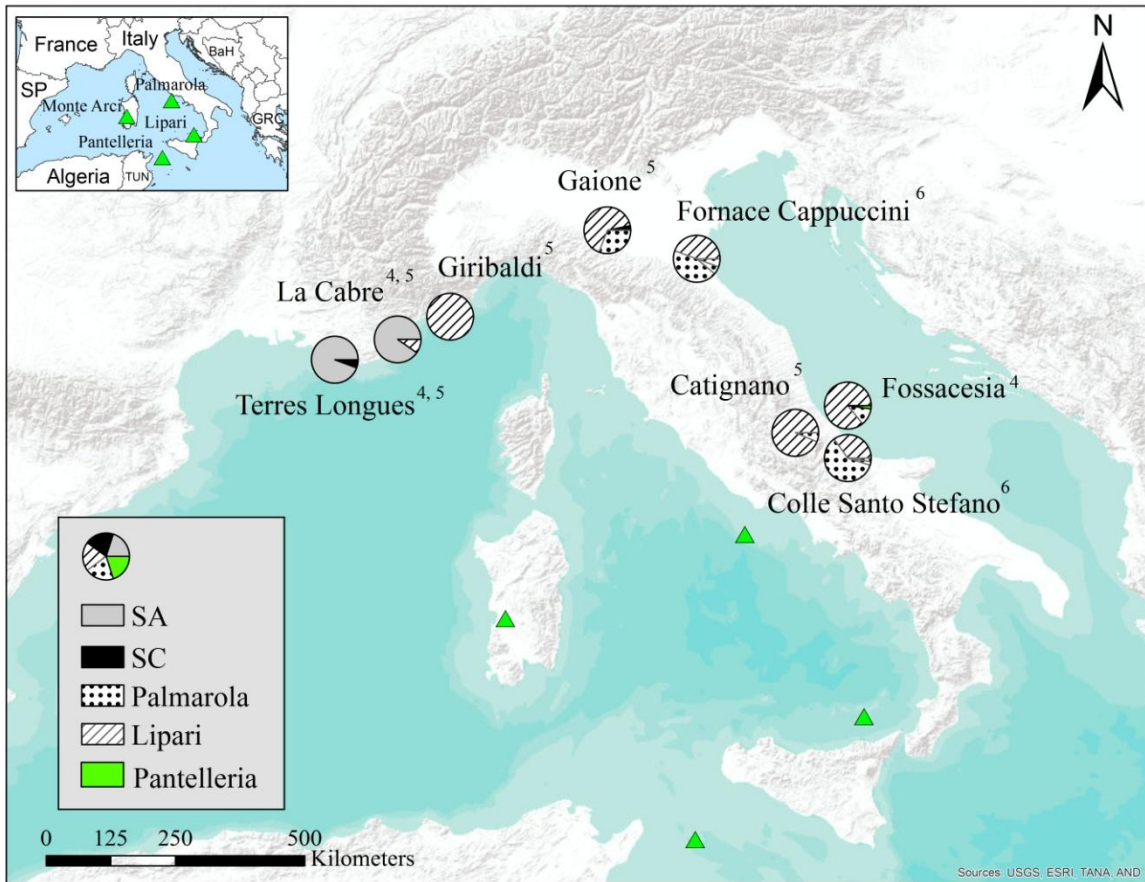 France
Italy
BaH
SP
Palmarola
Monte Arci
Lipari
GRC
Pantelleria
Algeria
TUN
N
Gaione 5
Fornace Cappuccini 6
Giribaldi 5
La Cabre 4, 5
Terres Longues 4, 5
Catignano 5
Fossacesia 4
Colle Santo Stefano 6
SA
SC
Palmarola
Lipari
Pantelleria
0 125 250 500
Kilometers
Sources: USGS, ESRI, TANA, AND